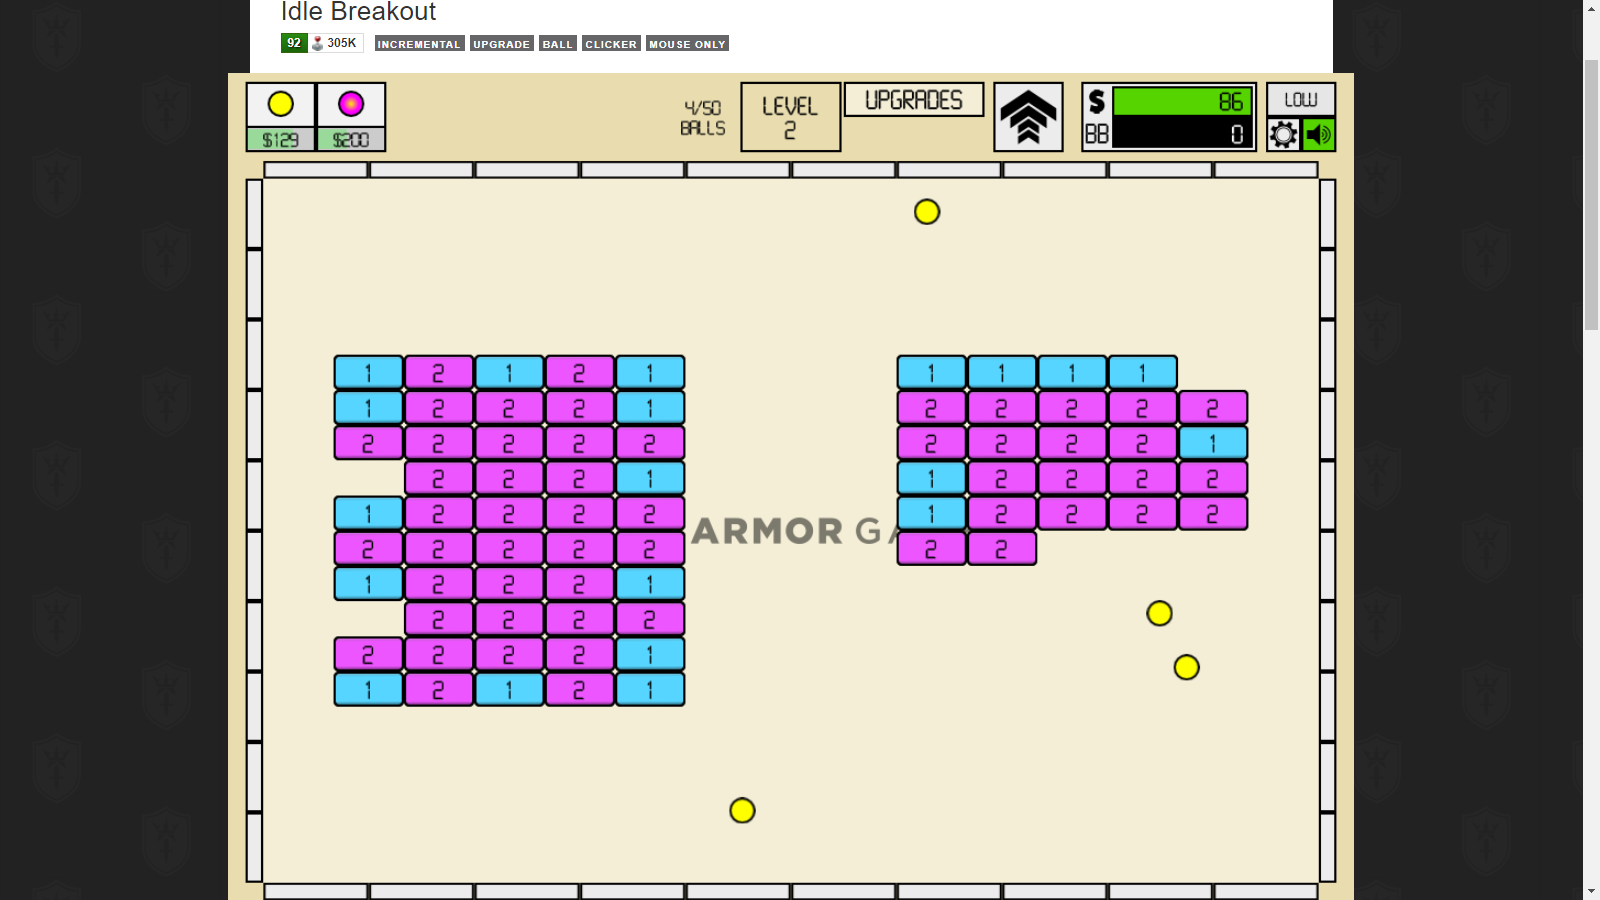 Idle Breakout
92 305K INCREMENTAL UPGRADE BALL CLICKER MOUSE ONLY
$129 $200 4/50 BALLS LEVEL 2 UPGRADES $ 86 BB 0 LOW
1 2 1 2 1 1 1 1 1
1 2 2 2 1 2 2 2 2 2
2 2 2 2 2 2 2 2 2 1
2 2 2 1 1 2 2 2 2
1 2 2 2 2 1 2 2 2 2
ARMOR GA
2 2 2 2 2 2 2
1 2 2 2 1
2 2 2 2
2 2 2 2 1
1 2 1 2 1